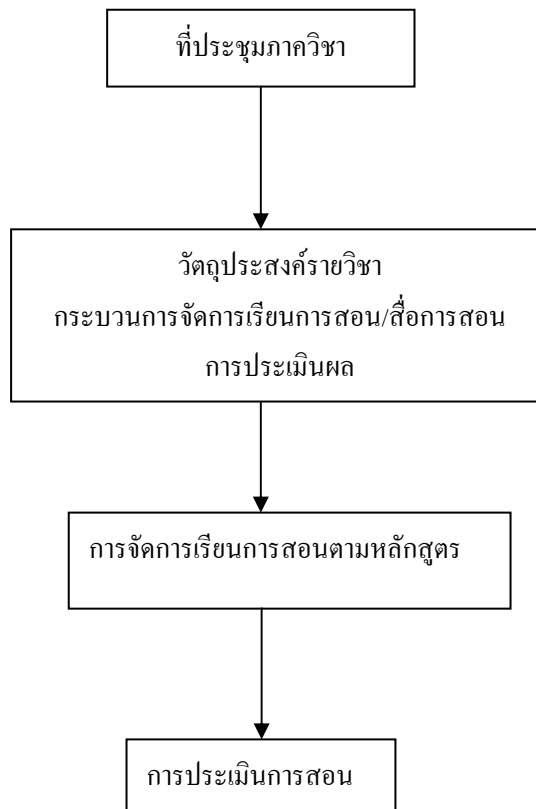 ที่ประชุมภาควิชา
วัตถุประสงค์รายวิชา
กระบวนการจัดการเรียนการสอน/สื่อการสอน
การประเมินผล
การจัดการเรียนการสอนตามหลักสูตร
การประเมินการสอน